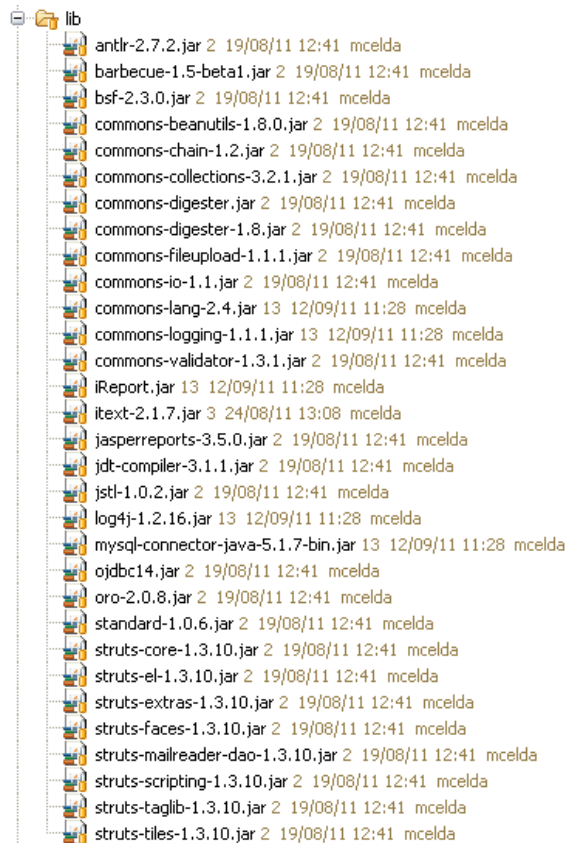 lib
antlr-2.7.2.jar 2 19/08/11 12:41 mcelda
barbecue-1.5-beta1.jar 2 19/08/11 12:41 mcelda
bsf-2.3.0.jar 2 19/08/11 12:41 mcelda
commons-beanutils-1.8.0.jar 2 19/08/11 12:41 mcelda
commons-chain-1.2.jar 2 19/08/11 12:41 mcelda
commons-collections-3.2.1.jar 2 19/08/11 12:41 mcelda
commons-digester.jar 2 19/08/11 12:41 mcelda
commons-digester-1.8.jar 2 19/08/11 12:41 mcelda
commons-fileupload-1.1.1.jar 2 19/08/11 12:41 mcelda
commons-io-1.1.jar 2 19/08/11 12:41 mcelda
commons-lang-2.4.jar 13 12/09/11 11:28 mcelda
commons-logging-1.1.1.jar 13 12/09/11 11:28 mcelda
commons-validator-1.3.1.jar 2 19/08/11 12:41 mcelda
iReport.jar 13 12/09/11 11:28 mcelda
itext-2.1.7.jar 3 24/08/11 13:08 mcelda
jasperreports-3.5.0.jar 2 19/08/11 12:41 mcelda
jdt-compiler-3.1.1.jar 2 19/08/11 12:41 mcelda
jstl-1.0.2.jar 2 19/08/11 12:41 mcelda
log4j-1.2.16.jar 13 12/09/11 11:28 mcelda
mysql-connector-java-5.1.7-bin.jar 13 12/09/11 11:28 mcelda
ojdbc14.jar 2 19/08/11 12:41 mcelda
oro-2.0.8.jar 2 19/08/11 12:41 mcelda
standard-1.0.6.jar 2 19/08/11 12:41 mcelda
struts-core-1.3.10.jar 2 19/08/11 12:41 mcelda
struts-el-1.3.10.jar 2 19/08/11 12:41 mcelda
struts-extras-1.3.10.jar 2 19/08/11 12:41 mcelda
struts-faces-1.3.10.jar 2 19/08/11 12:41 mcelda
struts-mailreader-dao-1.3.10.jar 2 19/08/11 12:41 mcelda
struts-scripting-1.3.10.jar 2 19/08/11 12:41 mcelda
struts-taglib-1.3.10.jar 2 19/08/11 12:41 mcelda
struts-tiles-1.3.10.jar 2 19/08/11 12:41 mcelda